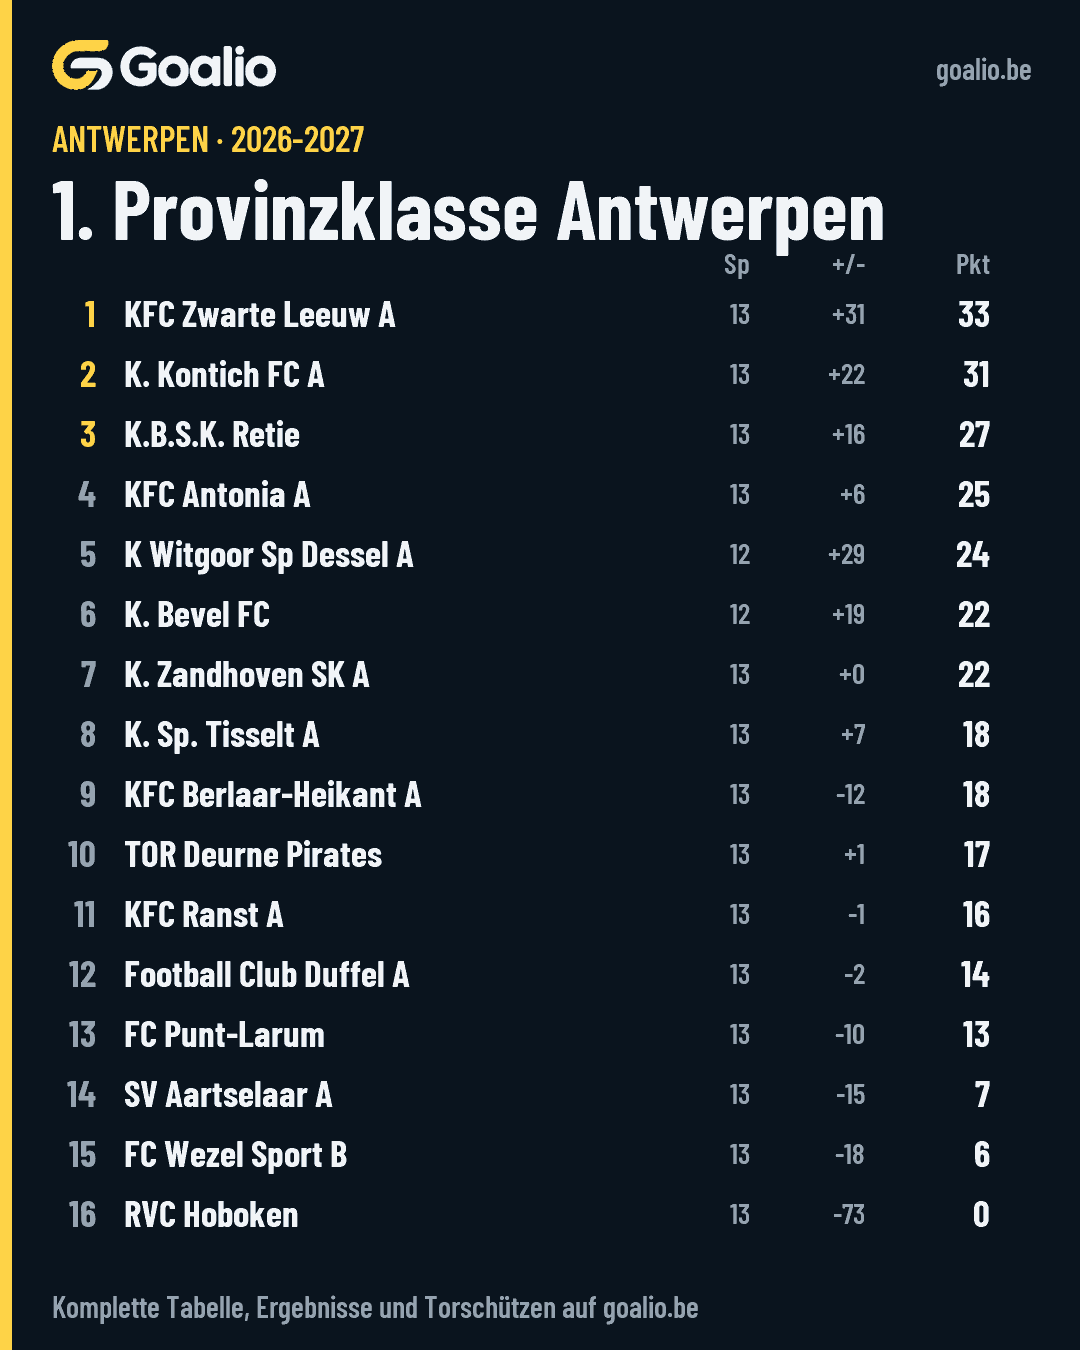 Goalio goalio.be
ANTWERPEN · 2026-2027
1. Provinzklasse Antwerpen
Sp +/- Pkt
1 KFC Zwarte Leeuw A 13 +31 33
2 K. Kontich FC A 13 +22 31
3 K.B.S.K. Retie 13 +16 27
4 KFC Antonia A 13 +6 25
5 K Witgoor Sp Dessel A 12 +29 24
6 K. Bevel FC 12 +19 22
7 K. Zandhoven SK A 13 +0 22
8 K. Sp. Tisselt A 13 +7 18
9 KFC Berlaar-Heikant A 13 -12 18
10 TOR Deurne Pirates 13 +1 17
11 KFC Ranst A 13 -1 16
12 Football Club Duffel A 13 -2 14
13 FC Punt-Larum 13 -10 13
14 SV Aartselaar A 13 -15 7
15 FC Wezel Sport B 13 -18 6
16 RVC Hoboken 13 -73 0
Komplette Tabelle, Ergebnisse und Torschützen auf goalio.be